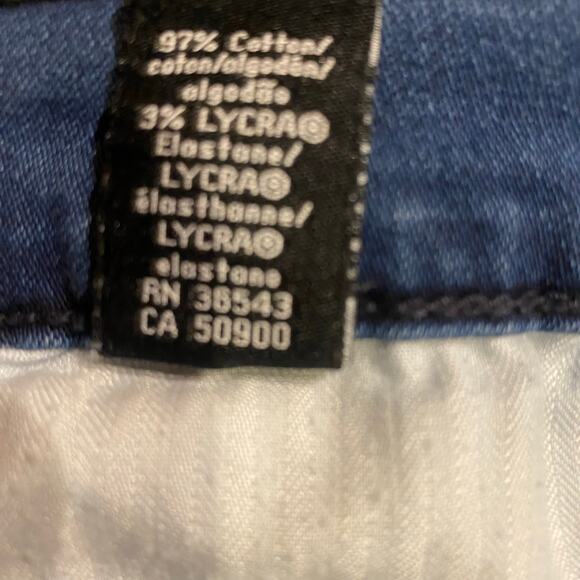 97% Cotton/
coton/algodón/
algodão
3% LYCRA®
Elastane/
LYCRA®
élasthanne/
LYCRA®
elastano
RN 36543
CA 50900